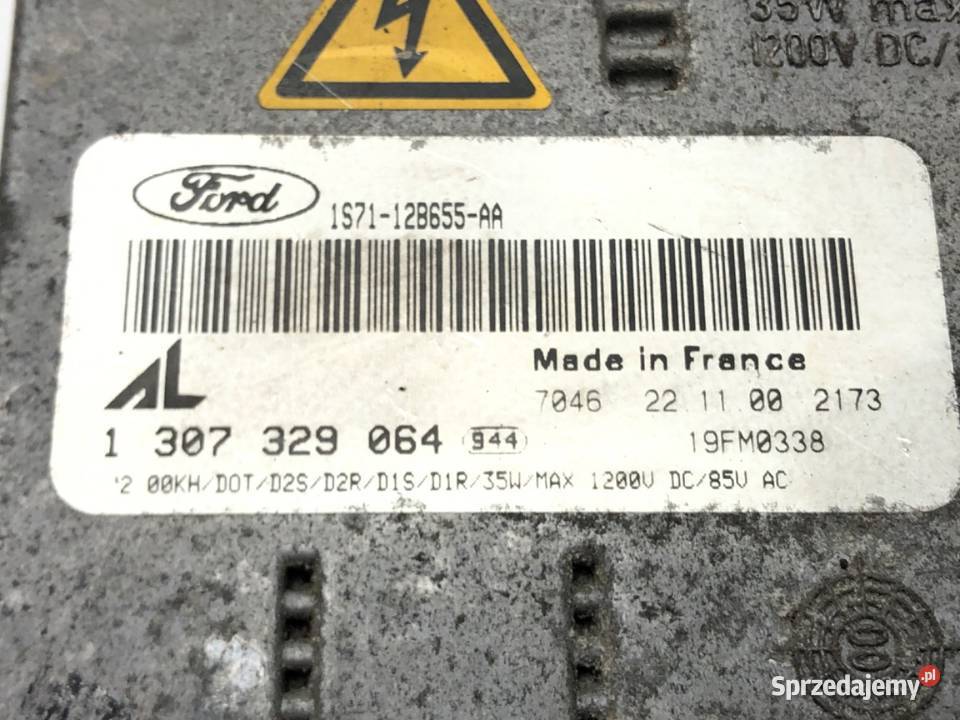 35W max
1200V DC/
Ford
1S71-12B655-AA
AL
Made in France
7046 22 11 00 2173
1 307 329 064 944
19FM0338
2 00KH/DOT/D2S/D2R/D1S/D1R/35W/MAX 1200V DC/85V AC
Sprzedajemy.pl